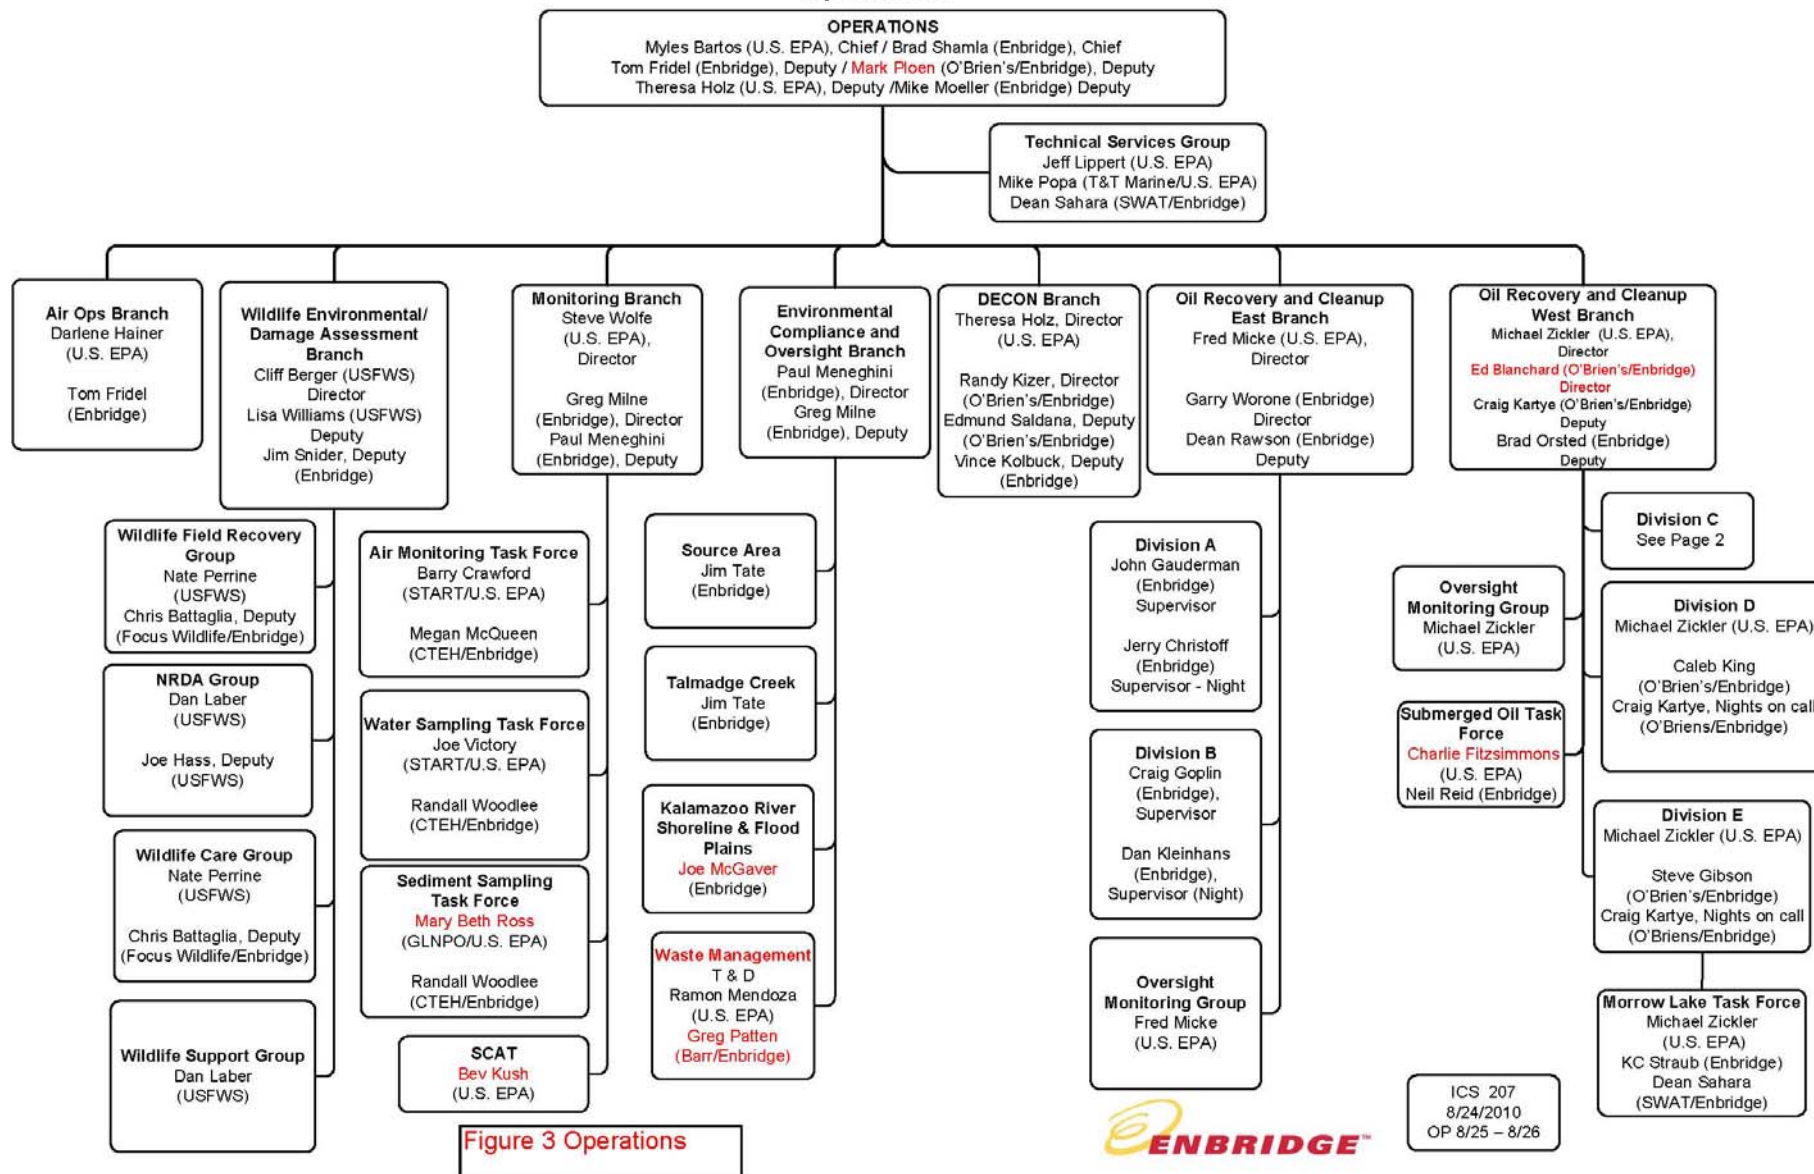 OPERATIONS
Myles Bartos (U.S. EPA), Chief / Brad Shamla (Enbridge), Chief
Tom Fridel (Enbridge), Deputy / Mark Ploen (O'Brien's/Enbridge), Deputy
Theresa Holz (U.S. EPA), Deputy /Mike Moeller (Enbridge) Deputy
Technical Services Group
Jeff Lippert (U.S. EPA)
Mike Popa (T&T Marine/U.S. EPA)
Dean Sahara (SWAT/Enbridge)
Air Ops Branch
Darlene Hainer
(U.S. EPA)
Tom Fridel
(Enbridge)
Wildlife Environmental/
Damage Assessment
Branch
Cliff Berger (USFWS)
Director
Lisa Williams (USFWS)
Deputy
Jim Snider, Deputy
(Enbridge)
Monitoring Branch
Steve Wolfe
(U.S. EPA),
Director
Greg Milne
(Enbridge), Director
Paul Meneghini
(Enbridge), Deputy
Environmental
Compliance and
Oversight Branch
Paul Meneghini
(Enbridge), Director
Greg Milne
(Enbridge), Deputy
DECON Branch
Theresa Holz, Director
(U.S. EPA)
Randy Kizer, Director
(O'Brien's/Enbridge)
Edmund Saldana, Deputy
(O'Brien's/Enbridge)
Vince Kolbuck, Deputy
(Enbridge)
Oil Recovery and Cleanup
East Branch
Fred Micke (U.S. EPA),
Director
Garry Worone (Enbridge)
Director
Dean Rawson (Enbridge)
Deputy
Oil Recovery and Cleanup
West Branch
Michael Zickler (U.S. EPA),
Director
Ed Blanchard (O'Brien's/Enbridge)
Director
Craig Kartye (O'Brien's/Enbridge)
Deputy
Brad Orsted (Enbridge)
Deputy
Wildlife Field Recovery
Group
Nate Perrine
(USFWS)
Chris Battaglia, Deputy
(Focus Wildlife/Enbridge)
NRDA Group
Dan Laber
(USFWS)
Joe Hass, Deputy
(USFWS)
Wildlife Care Group
Nate Perrine
(USFWS)
Chris Battaglia, Deputy
(Focus Wildlife/Enbridge)
Wildlife Support Group
Dan Laber
(USFWS)
Air Monitoring Task Force
Barry Crawford
(START/U.S. EPA)
Megan McQueen
(CTEH/Enbridge)
Water Sampling Task Force
Joe Victory
(START/U.S. EPA)
Randall Woodlee
(CTEH/Enbridge)
Sediment Sampling
Task Force
Mary Beth Ross
(GLNPO/U.S. EPA)
Randall Woodlee
(CTEH/Enbridge)
SCAT
Bev Kush
(U.S. EPA)
Source Area
Jim Tate
(Enbridge)
Talmadge Creek
Jim Tate
(Enbridge)
Kalamazoo River
Shoreline & Flood
Plains
Joe McGaver
(Enbridge)
Waste Management
T & D
Ramon Mendoza
(U.S. EPA)
Greg Patten
(Barr/Enbridge)
Division A
John Gauderman
(Enbridge)
Supervisor
Jerry Christoff
(Enbridge)
Supervisor - Night
Division B
Craig Goplin
(Enbridge),
Supervisor
Dan Kleinhans
(Enbridge),
Supervisor (Night)
Oversight
Monitoring Group
Fred Micke
(U.S. EPA)
Division C
See Page 2
Oversight
Monitoring Group
Michael Zickler
(U.S. EPA)
Division D
Michael Zickler (U.S. EPA)
Caleb King
(O'Brien's/Enbridge)
Craig Kartye, Nights on call
(O'Briens/Enbridge)
Submerged Oil Task
Force
Charlie Fitzsimmons
(U.S. EPA)
Neil Reid (Enbridge)
Division E
Michael Zickler (U.S. EPA)
Steve Gibson
(O'Brien's/Enbridge)
Craig Kartye, Nights on call
(O'Briens/Enbridge)
Morrow Lake Task Force
Michael Zickler
(U.S. EPA)
KC Straub (Enbridge)
Dean Sahara
(SWAT/Enbridge)
Figure 3 Operations
ENBRIDGE™
ICS 207
8/24/2010
OP 8/25 – 8/26